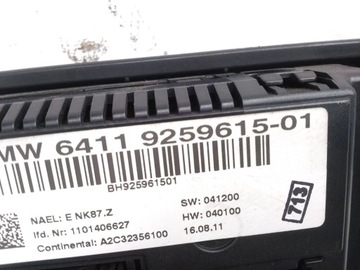 MW 6411 9259615-01
BH925961501
NAEL: E NK87.Z
lfd. Nr: 1101406627
Continental: A2C32356100
SW: 041200
HW: 040100
16.08.11
713